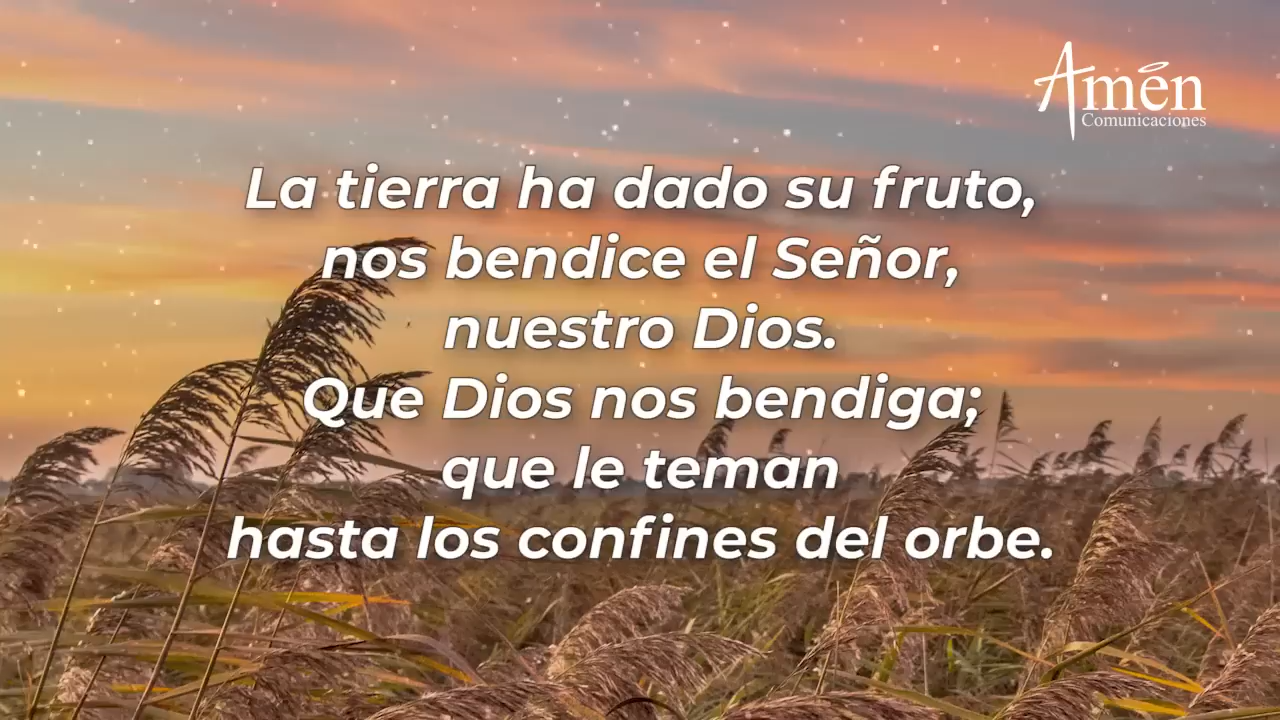 Amén
Comunicaciones
La tierra ha dado su fruto,
nos bendice el Señor,
nuestro Dios.
Que Dios nos bendiga;
que le teman
hasta los confines del orbe.